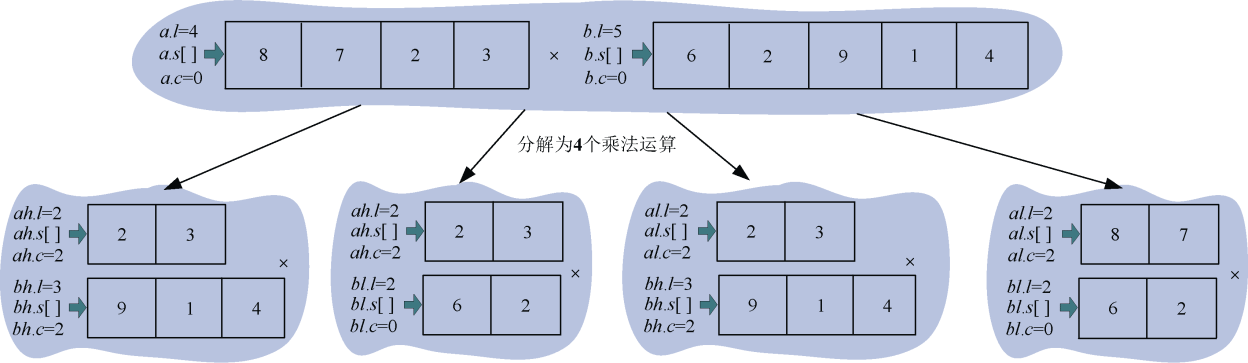 a.l=4
a.s[ ]
a.c=0
8 7 2 3
×
b.l=5
b.s[ ]
b.c=0
6 2 9 1 4
分解为4个乘法运算
ah.l=2
ah.s[ ]
ah.c=2
2 3
×
bh.l=3
bh.s[ ]
bh.c=2
9 1 4
ah.l=2
ah.s[ ]
ah.c=2
2 3
×
bl.l=2
bl.s[ ]
bl.c=0
6 2
al.l=2
al.s[ ]
al.c=2
2 3
×
bh.l=3
bh.s[ ]
bh.c=2
9 1 4
al.l=2
al.s[ ]
al.c=2
8 7
×
bl.l=2
bl.s[ ]
bl.c=0
6 2